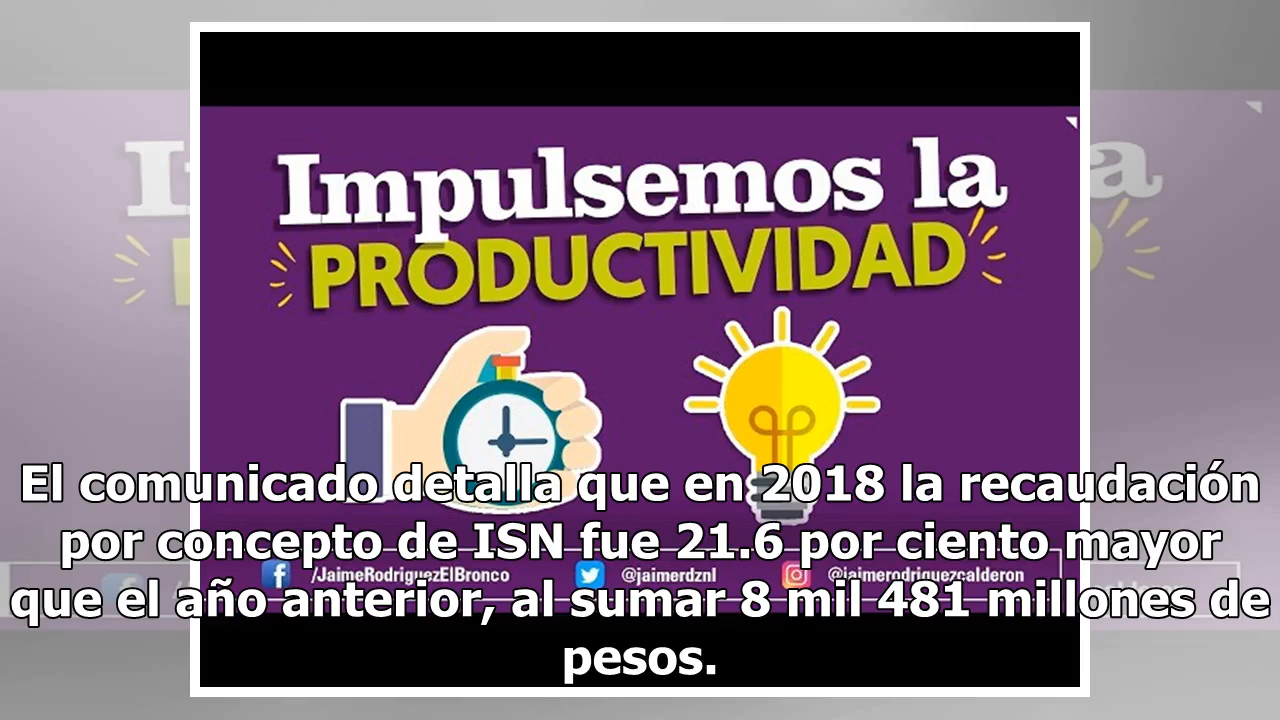 Impulsemos la
PRODUCTIVIDAD
/JaimeRodriguezElBronco
@jaimerdznl
@jaimerodriguezcalderon
El comunicado detalla que en 2018 la recaudación
por concepto de ISN fue 21.6 por ciento mayor
que el año anterior, al sumar 8 mil 481 millones de
pesos.